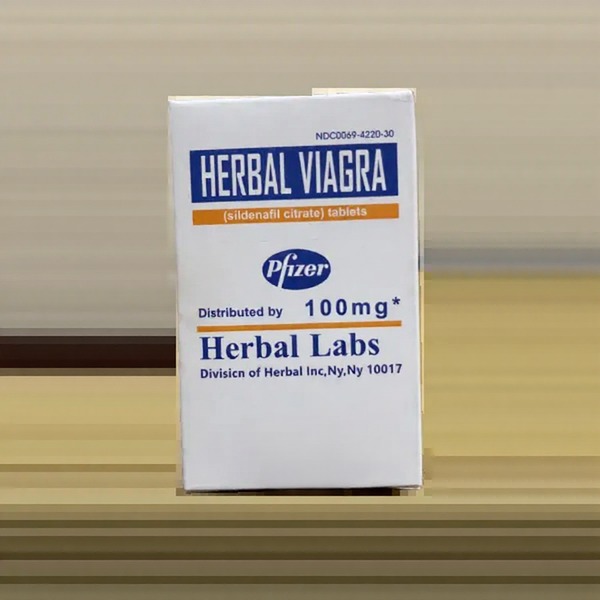 NDC0069-4220-30
HERBAL VIAGRA
(sildenafil citrate) tablets
Pfizer
Distributed by 100mg*
Herbal Labs
Divisicn of Herbal Inc,Ny,Ny 10017